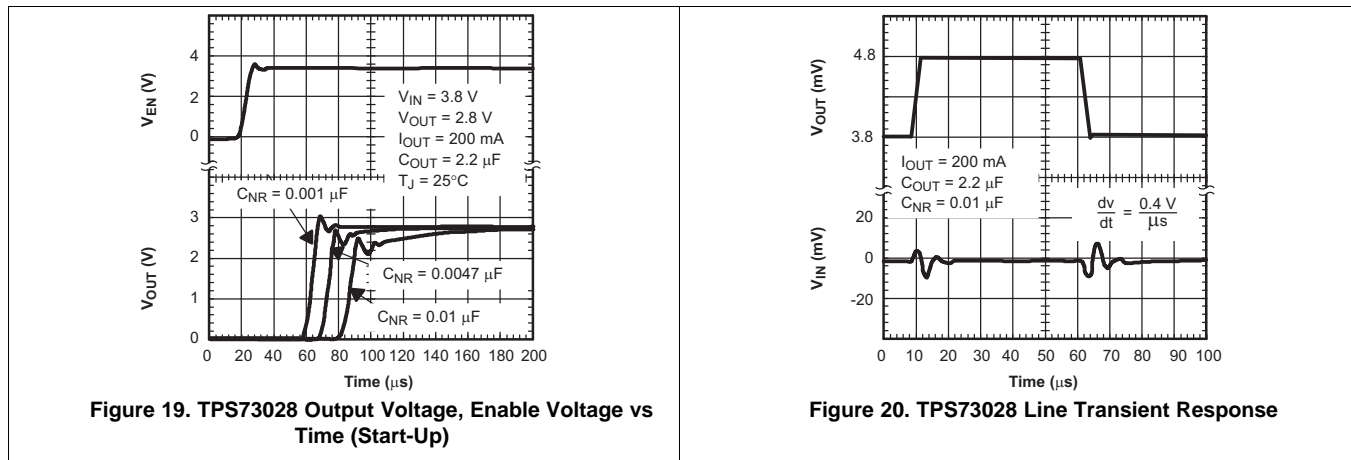 4
2
0
V_EN (V)
V_IN = 3.8 V
V_OUT = 2.8 V
I_OUT = 200 mA
C_OUT = 2.2 μF
T_J = 25°C
C_NR = 0.001 μF
3
2
1
0
V_OUT (V)
C_NR = 0.0047 μF
C_NR = 0.01 μF
0 20 40 60 80 100 120 140 160 180 200
Time (μs)
Figure 19. TPS73028 Output Voltage, Enable Voltage vs
Time (Start-Up)
4.8
3.8
V_OUT (mV)
I_OUT = 200 mA
C_OUT = 2.2 μF
C_NR = 0.01 μF
dv/dt = 0.4 V/μs
20
0
-20
V_IN (mV)
0 10 20 30 40 50 60 70 80 90 100
Time (μs)
Figure 20. TPS73028 Line Transient Response